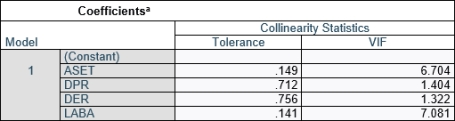 Coefficientsᵃ
Model Collinearity Statistics
Tolerance VIF
1 (Constant)
ASET .149 6.704
DPR .712 1.404
DER .756 1.322
LABA .141 7.081